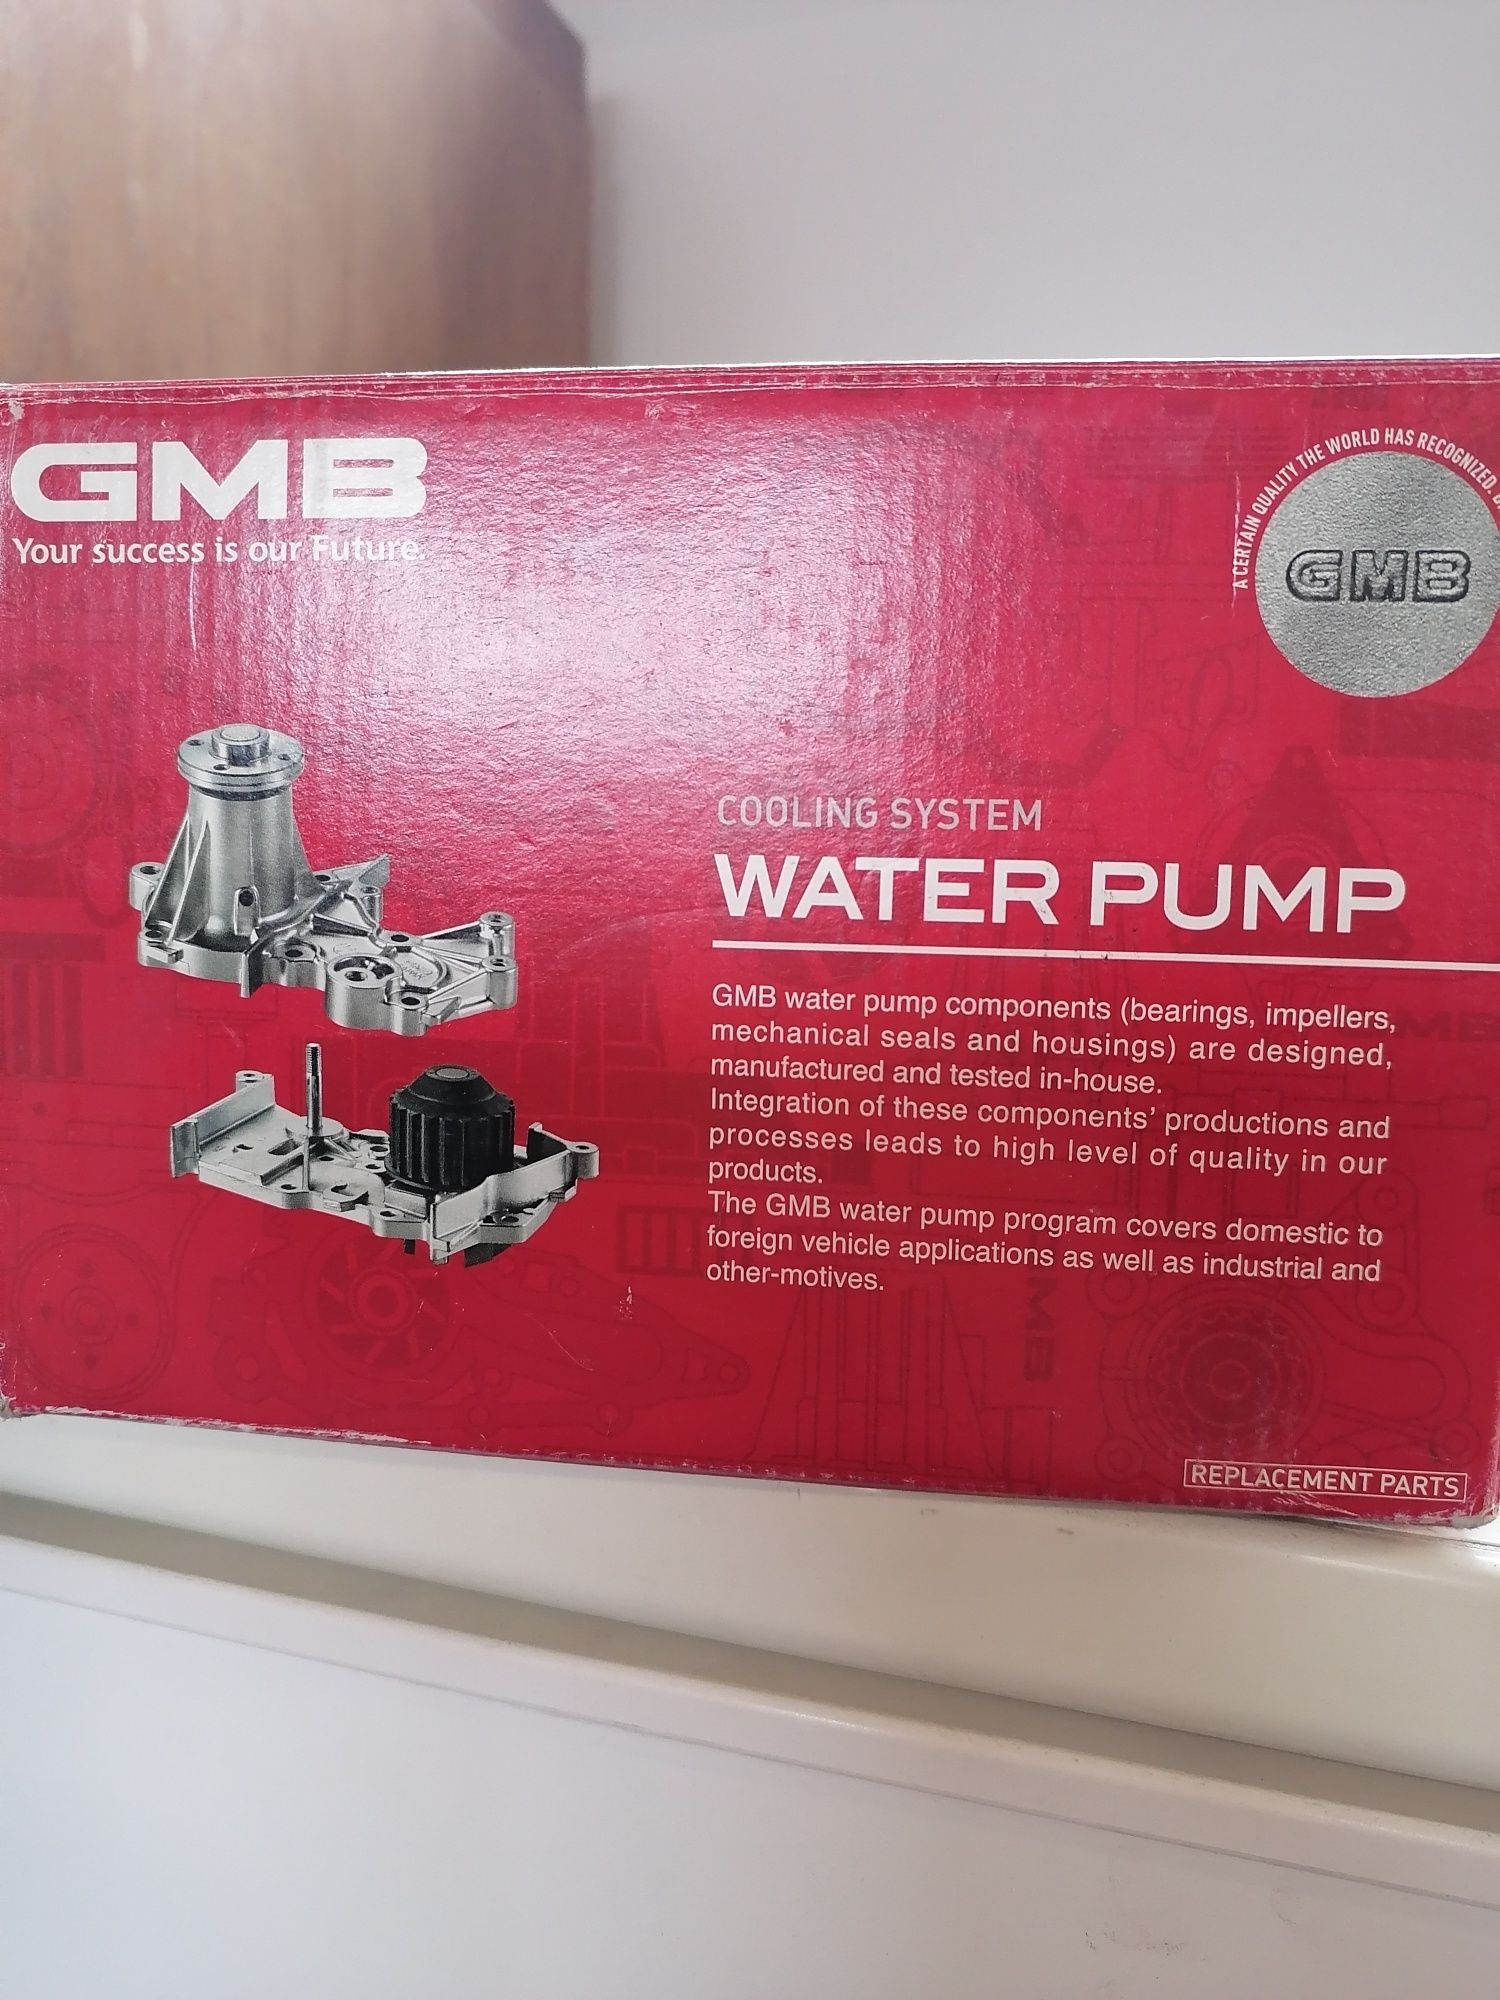 GMB
Your success is our Future.
A CERTAIN QUALITY THE WORLD HAS RECOGNIZED.
GMB
COOLING SYSTEM
WATER PUMP
GMB water pump components (bearings, impellers,
mechanical seals and housings) are designed,
manufactured and tested in-house.
Integration of these components' productions and
processes leads to high level of quality in our
products.
The GMB water pump program covers domestic to
foreign vehicle applications as well as industrial and
other-motives.
REPLACEMENT PARTS